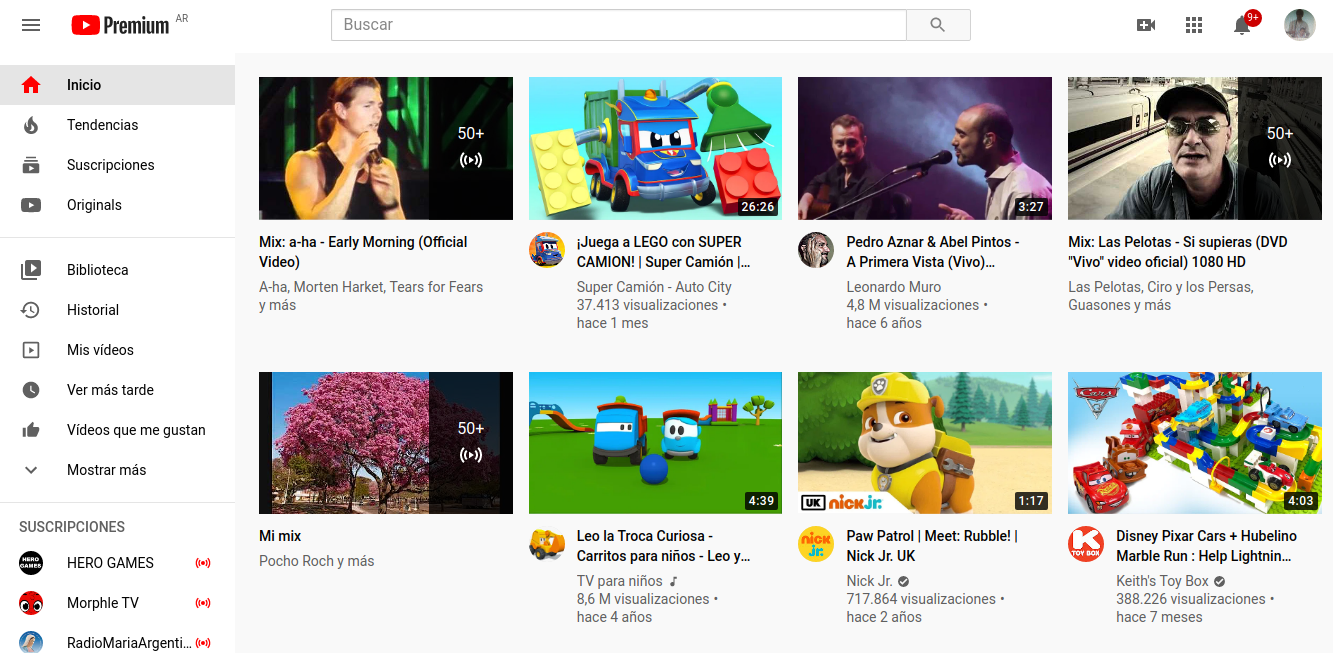 Premium AR
Buscar
9+
Inicio
Tendencias
Suscripciones
Originals
Biblioteca
Historial
Mis vídeos
Ver más tarde
Vídeos que me gustan
Mostrar más
SUSCRIPCIONES
HERO GAMES
HERO GAMES
Morphle TV
RadioMariaArgenti...
50+
Mix: a-ha - Early Morning (Official
Video)
A-ha, Morten Harket, Tears for Fears
y más
26:26
¡Juega a LEGO con SUPER
CAMION! | Super Camión |...
Super Camión - Auto City
37.413 visualizaciones •
hace 1 mes
3:27
Pedro Aznar & Abel Pintos -
A Primera Vista (Vivo)...
Leonardo Muro
4,8 M visualizaciones •
hace 6 años
50+
Mix: Las Pelotas - Si supieras (DVD
"Vivo" video oficial) 1080 HD
Las Pelotas, Ciro y los Persas,
Guasones y más
50+
Mi mix
Pocho Roch y más
4:39
Leo la Troca Curiosa -
Carritos para niños - Leo y...
TV para niños
8,6 M visualizaciones •
hace 4 años
UK nick jr.
1:17
nick jr.
Paw Patrol | Meet: Rubble! |
Nick Jr. UK
Nick Jr.
717.864 visualizaciones •
hace 2 años
Cars
4:03
K
TOY BOX
Disney Pixar Cars + Hubelino
Marble Run : Help Lightnin...
Keith's Toy Box
388.226 visualizaciones •
hace 7 meses